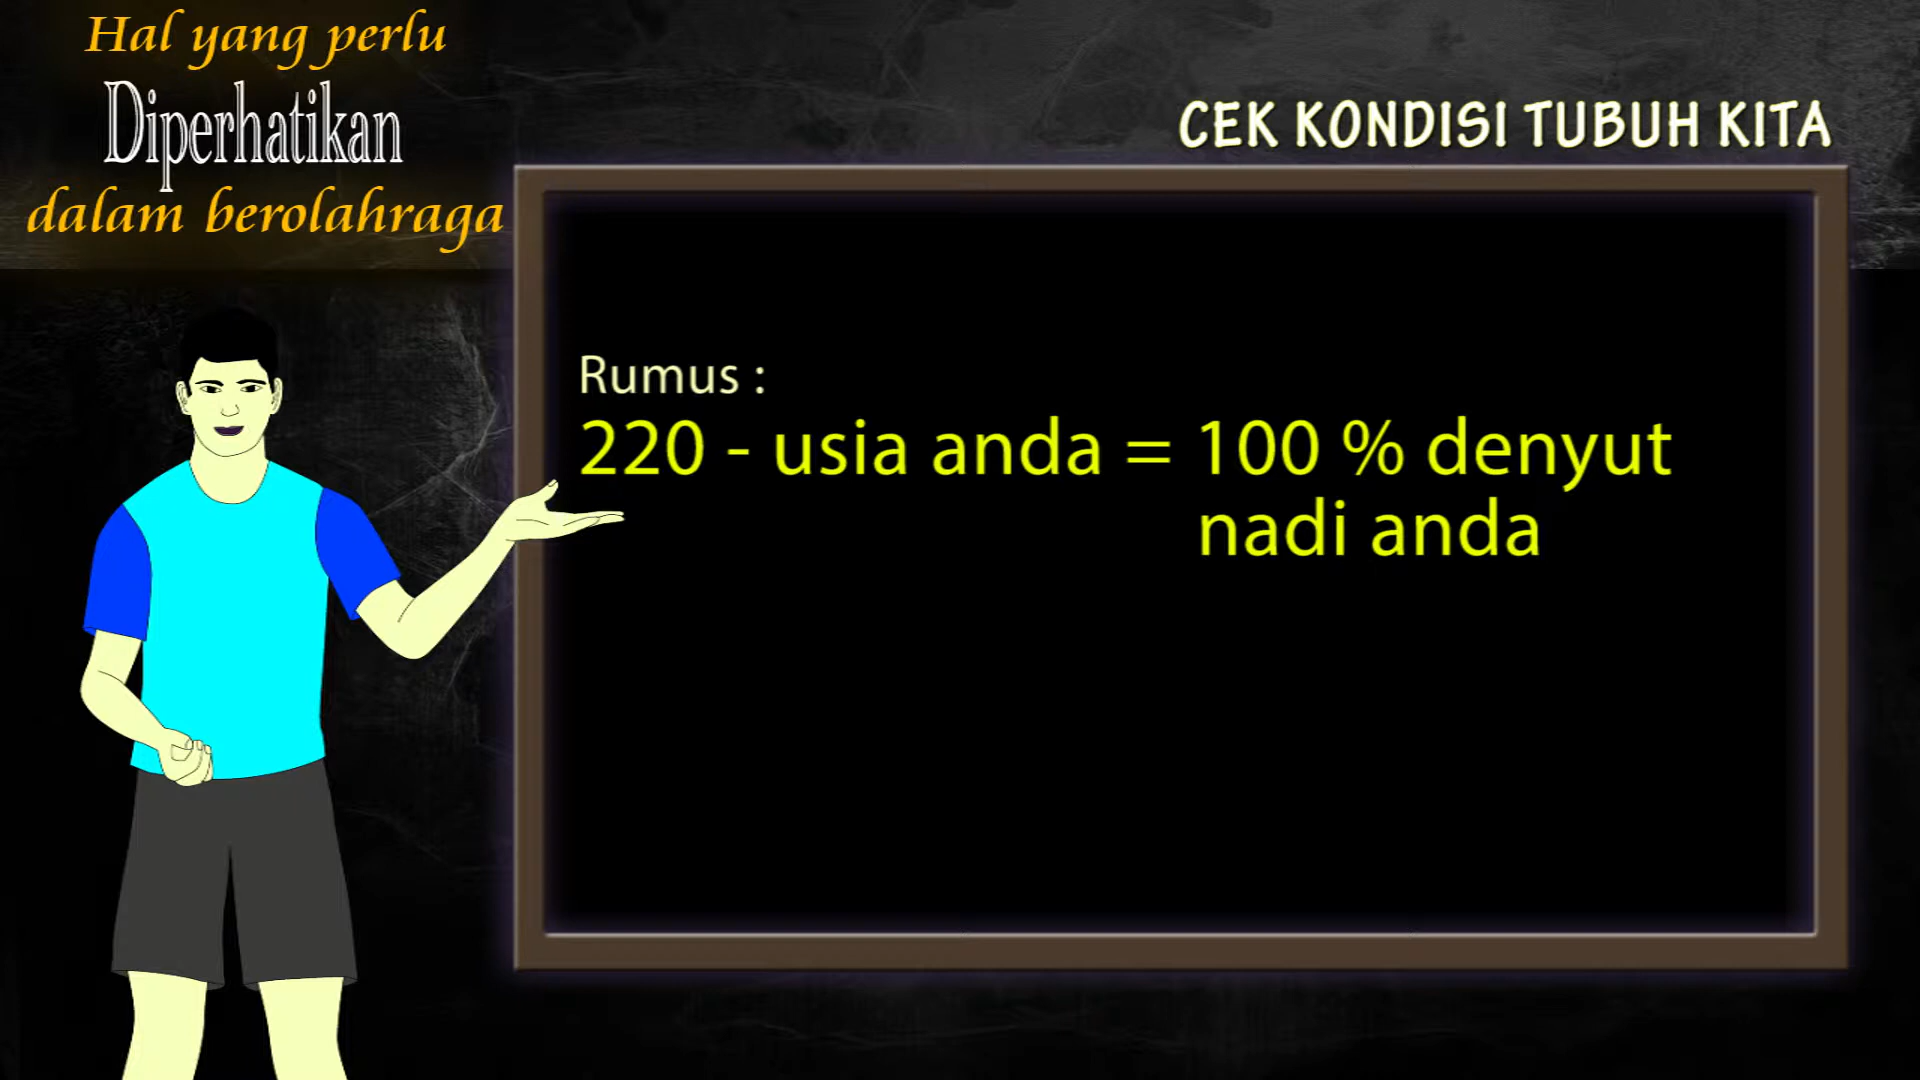 Hal yang perlu
Diperhatikan
dalam berolahraga
CEK KONDISI TUBUH KITA
Rumus :
220 - usia anda = 100 % denyut
nadi anda